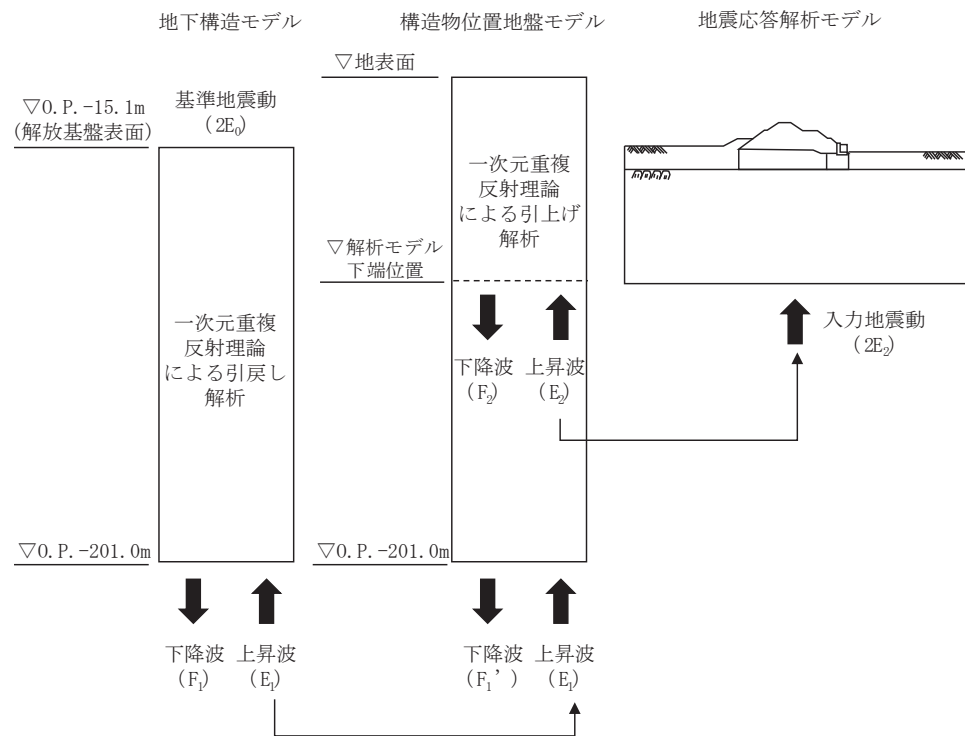 地下構造モデル
▽O.P.-15.1m
(解放基盤表面)
基準地震動
(2E₀)
一次元重複
反射理論
による引戻し
解析
▽O.P.-201.0m
下降波
(F₁)
上昇波
(E₁)
構造物位置地盤モデル
▽地表面
一次元重複
反射理論
による引上げ
解析
▽解析モデル
下端位置
下降波
(F₂)
上昇波
(E₂)
▽O.P.-201.0m
下降波
(F₁’)
上昇波
(E₁)
地震応答解析モデル
入力地震動
(2E₂)